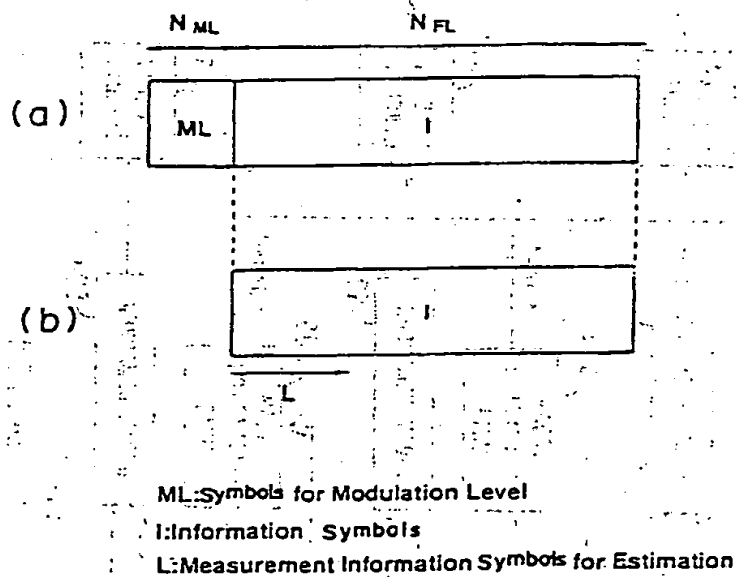 N ML N FL
(a)
ML I
(b)
I
L
ML:Symbols for Modulation Level
I:Information Symbols
L:Measurement Information Symbols for Estimation